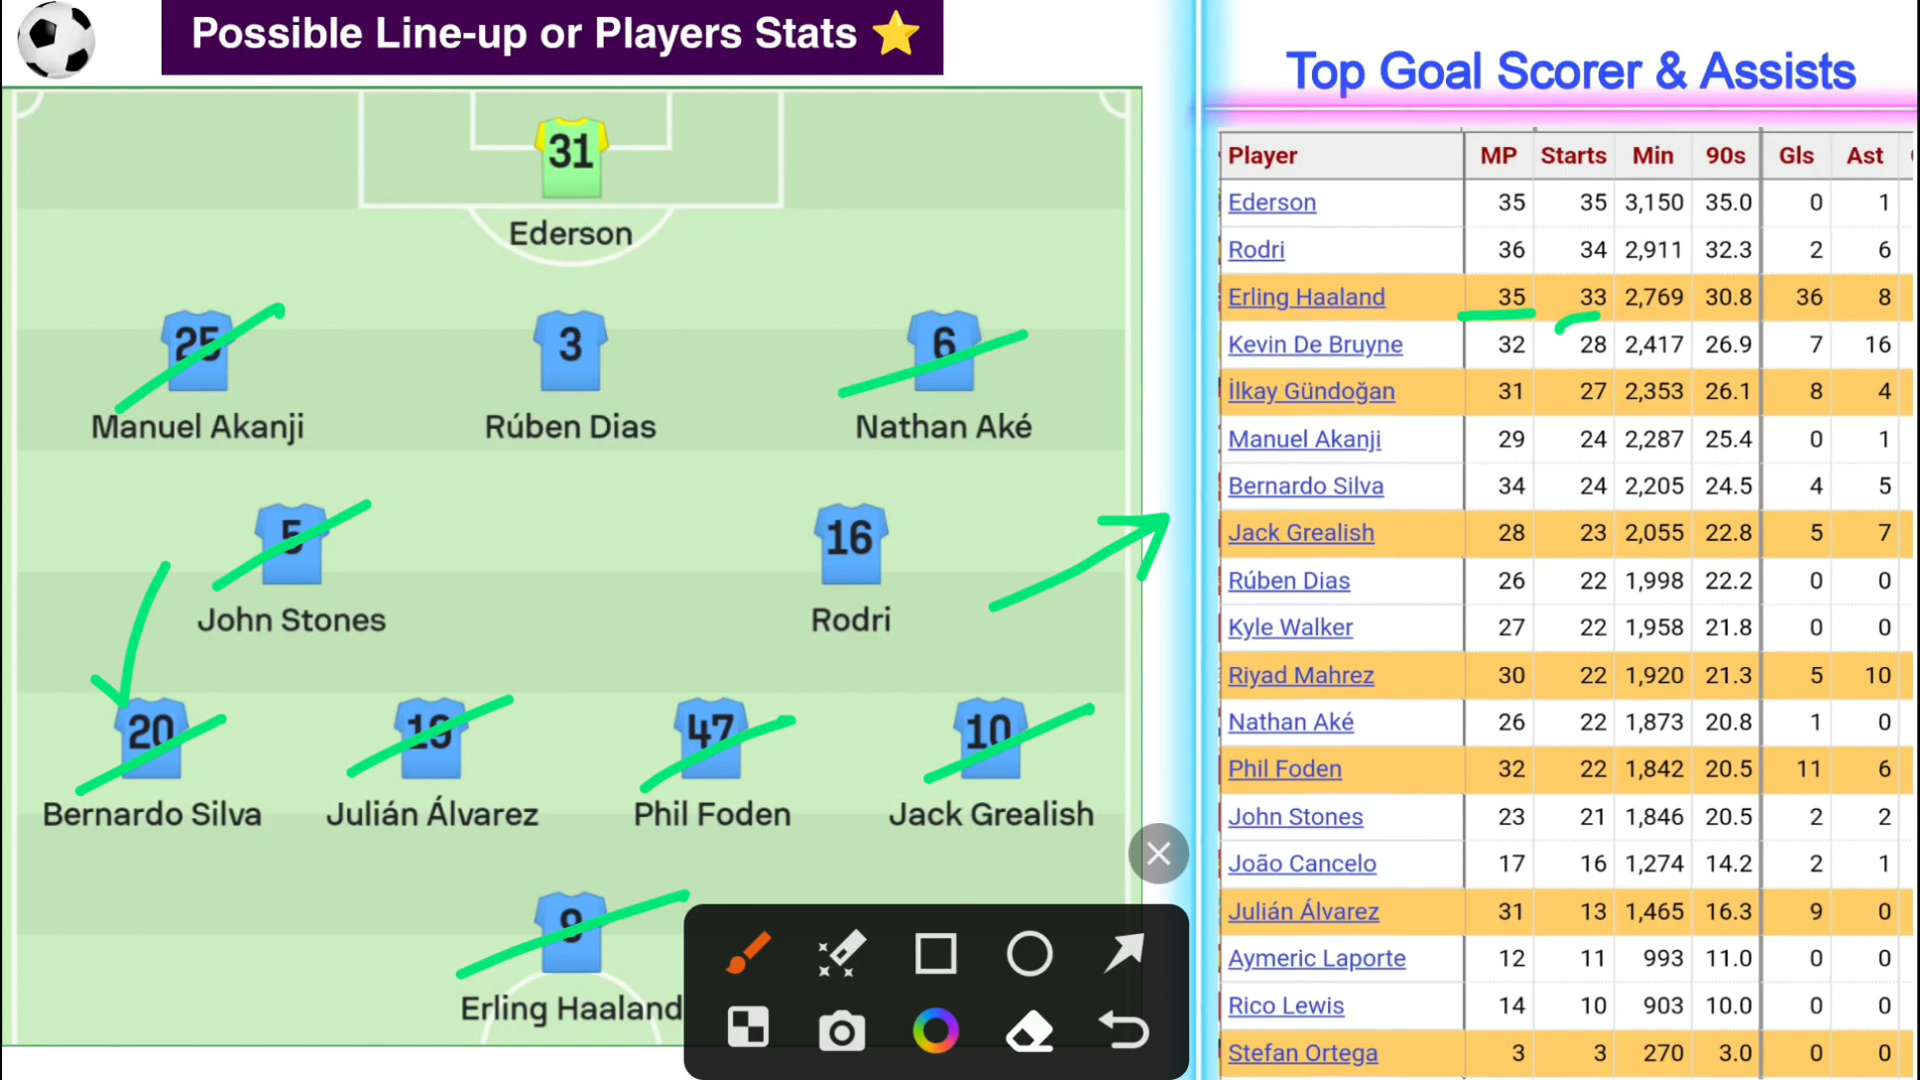 Possible Line-up or Players Stats
31
Ederson
25
3
6
Manuel Akanji
Rúben Dias
Nathan Aké
5
16
John Stones
Rodri
20
19
47
10
Bernardo Silva
Julián Álvarez
Phil Foden
Jack Grealish
9
Erling Haaland
Top Goal Scorer & Assists
Player MP Starts Min 90s Gls Ast
Ederson 35 35 3,150 35.0 0 1
Rodri 36 34 2,911 32.3 2 6
Erling Haaland 35 33 2,769 30.8 36 8
Kevin De Bruyne 32 28 2,417 26.9 7 16
İlkay Gündoğan 31 27 2,353 26.1 8 4
Manuel Akanji 29 24 2,287 25.4 0 1
Bernardo Silva 34 24 2,205 24.5 4 5
Jack Grealish 28 23 2,055 22.8 5 7
Rúben Dias 26 22 1,998 22.2 0 0
Kyle Walker 27 22 1,958 21.8 0 0
Riyad Mahrez 30 22 1,920 21.3 5 10
Nathan Aké 26 22 1,873 20.8 1 0
Phil Foden 32 22 1,842 20.5 11 6
John Stones 23 21 1,846 20.5 2 2
João Cancelo 17 16 1,274 14.2 2 1
Julián Álvarez 31 13 1,465 16.3 9 0
Aymeric Laporte 12 11 993 11.0 0 0
Rico Lewis 14 10 903 10.0 0 0
Stefan Ortega 3 3 270 3.0 0 0